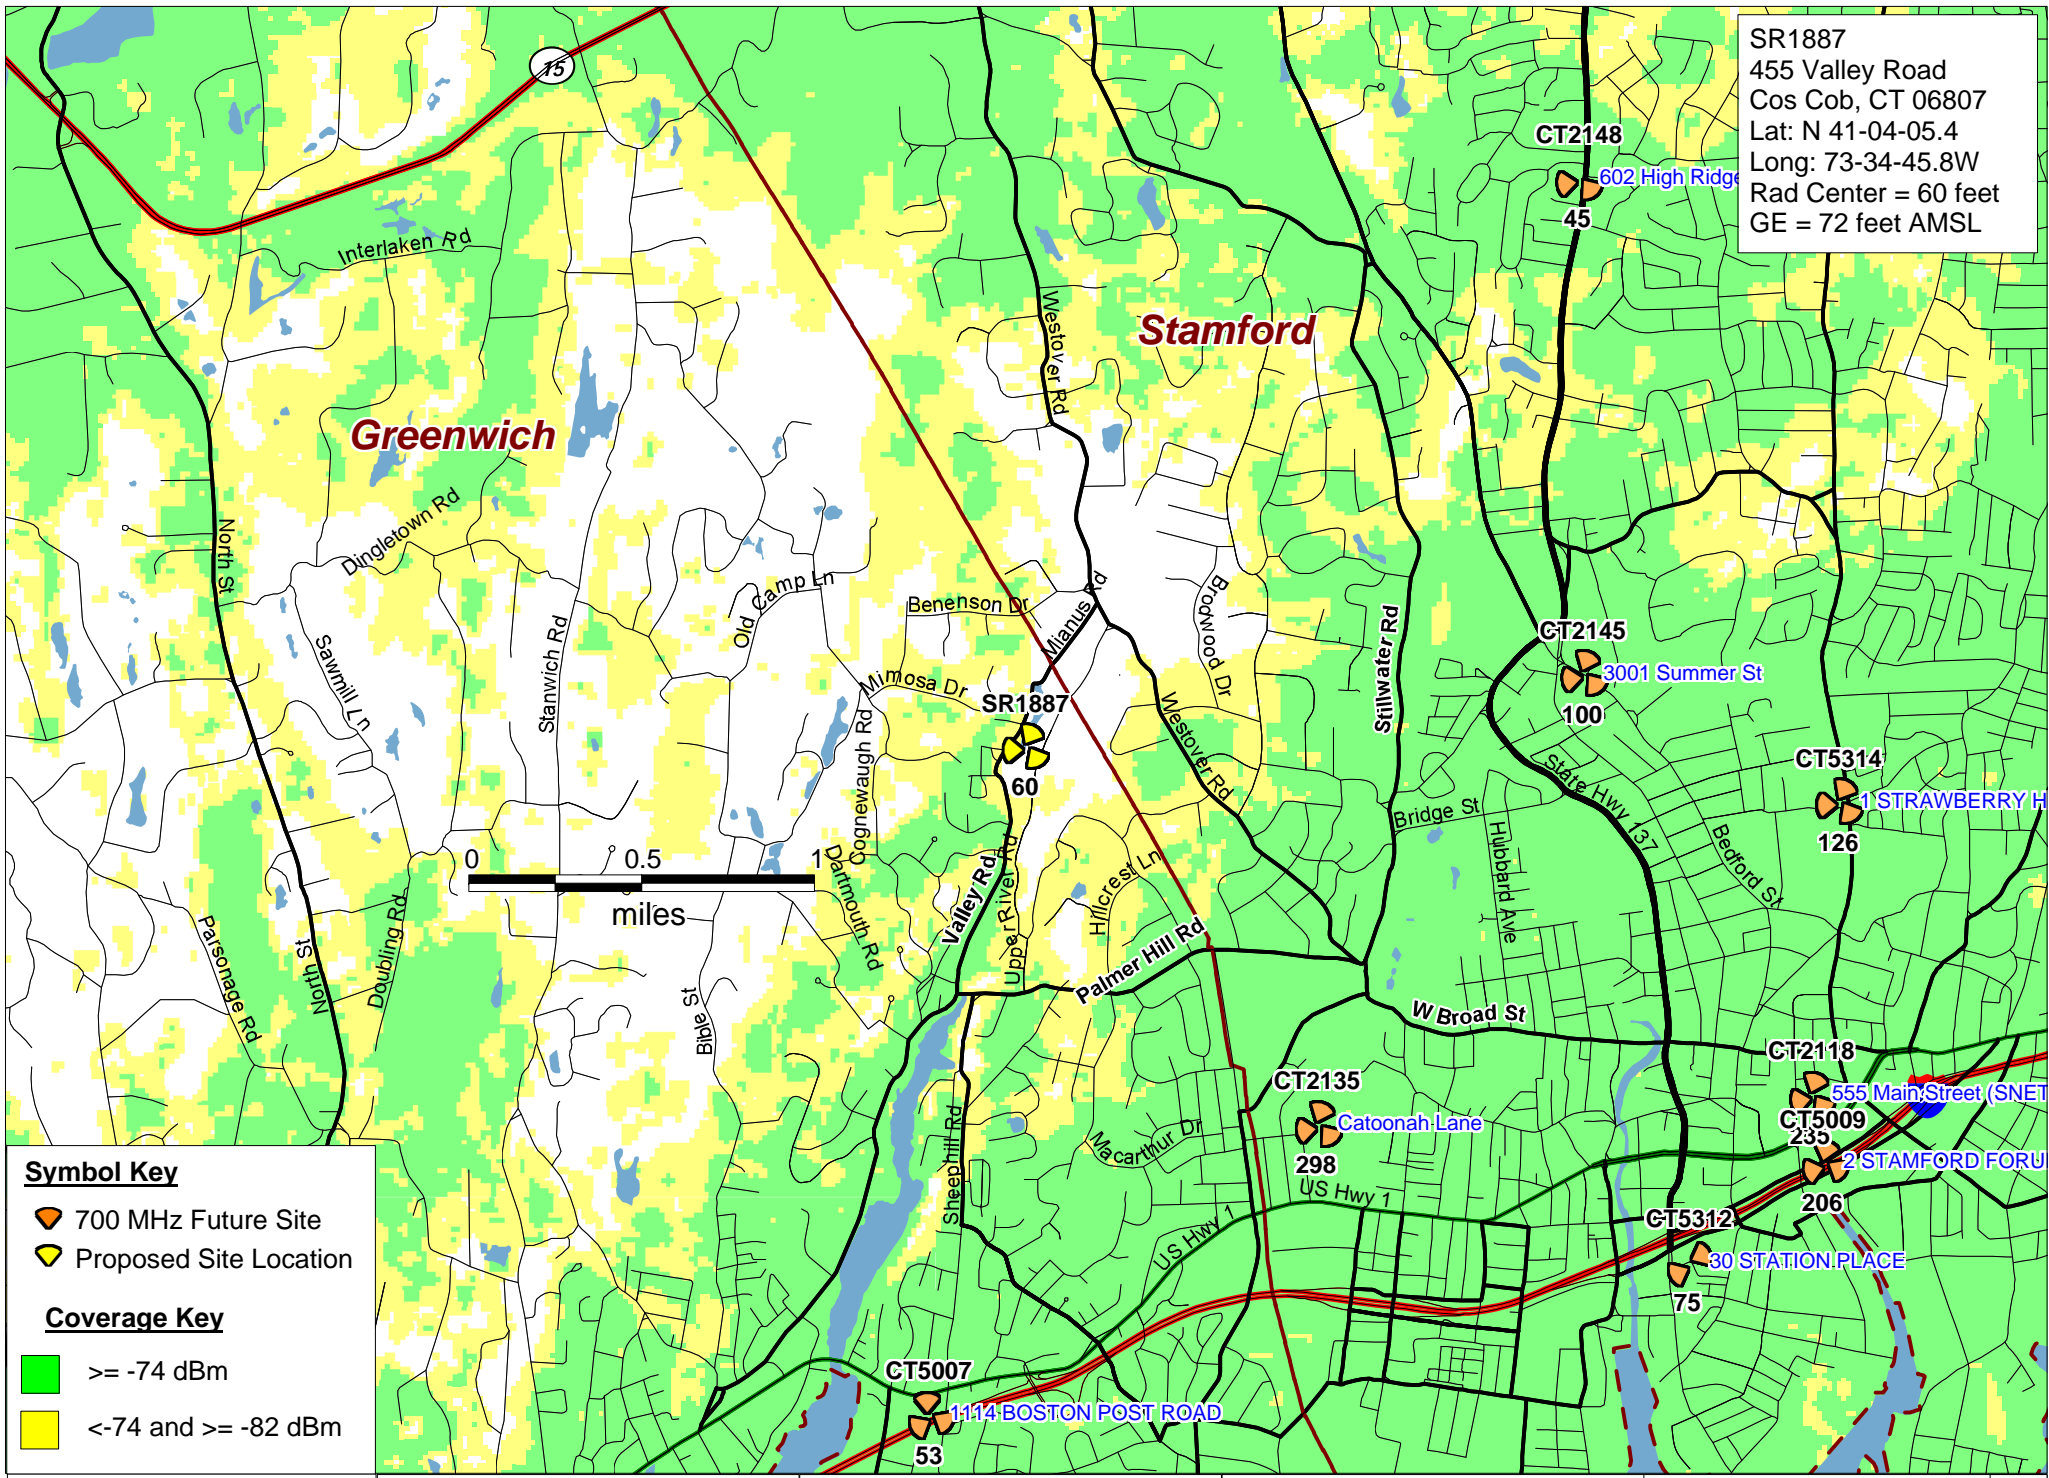 SR1887
455 Valley Road
Cos Cob, CT 06807
Lat: N 41-04-05.4
Long: 73-34-45.8W
Rad Center = 60 feet
GE = 72 feet AMSL
15
CT2148
602 High Ridge
45
Interlaken Rd
Westover Rd
Stamford
Greenwich
North St
Dingletown Rd
Old Camp Ln
Benenson Dr
Mianus Rd
Brodwood Dr
Stillwater Rd
CT2145
3001 Summer St
100
Sawmill Ln
Stanwich Rd
Mimosa Dr
SR1887
60
Cognewaugh Rd
Westover Rd
State Hwy 137
CT5314
1 STRAWBERRY H
126
Bridge St
Hubbard Ave
Bedford St
0 0.5 1
miles
Dartmouth Rd
Valley Rd
Upper River Rd
Hillcrest Ln
Palmer Hill Rd
Parsonage Rd
North St
Doubling Rd
Bible St
W Broad St
CT2118
555 Main Street (SNET
235
CT5009
2 STAMFORD FORU
206
CT2135
Catoonah Lane
298
Macarthur Dr
Sheephill Rd
US Hwy 1
US Hwy 1
CT5312
30 STATION PLACE
75
CT5007
1114 BOSTON POST ROAD
53
Symbol Key
700 MHz Future Site
Proposed Site Location
Coverage Key
>= -74 dBm
<-74 and >= -82 dBm